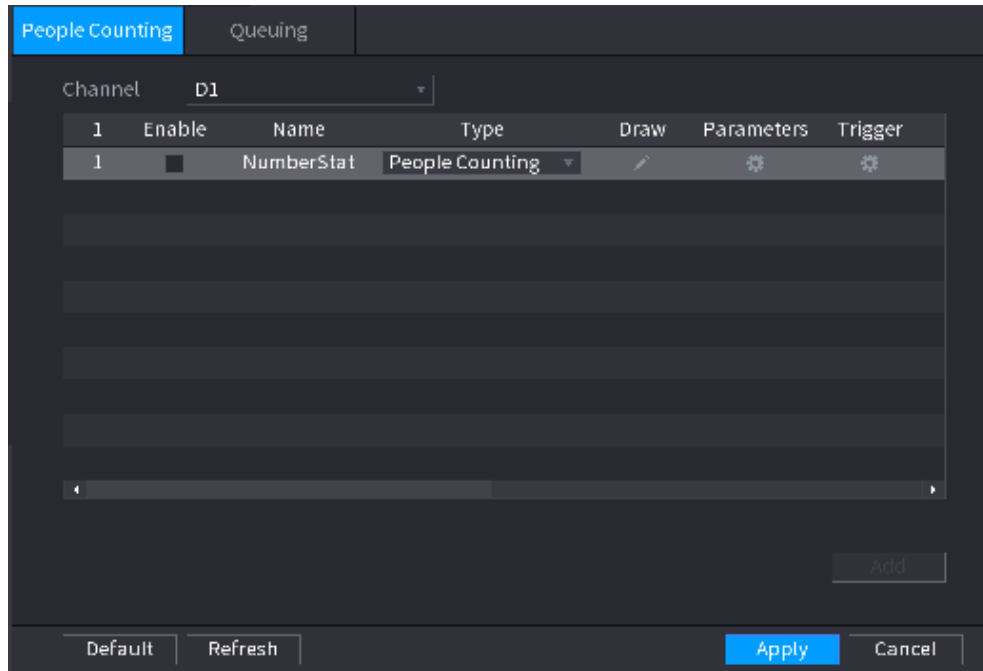 People Counting Queuing
Channel D1
1 Enable Name Type Draw Parameters Trigger
1 NumberStat People Counting
Add
Default Refresh Apply Cancel